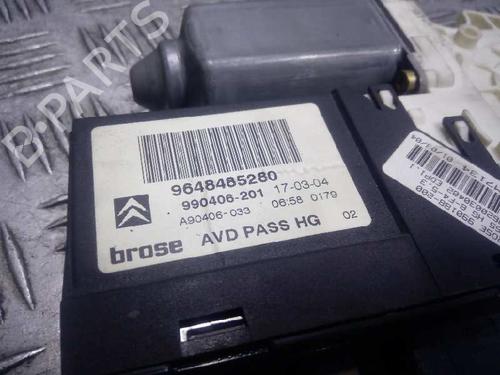 B-PARTS
9648485280
990406-201 17-03-04
A90406-033 06:58 0179
brose AVD PASS HG 02